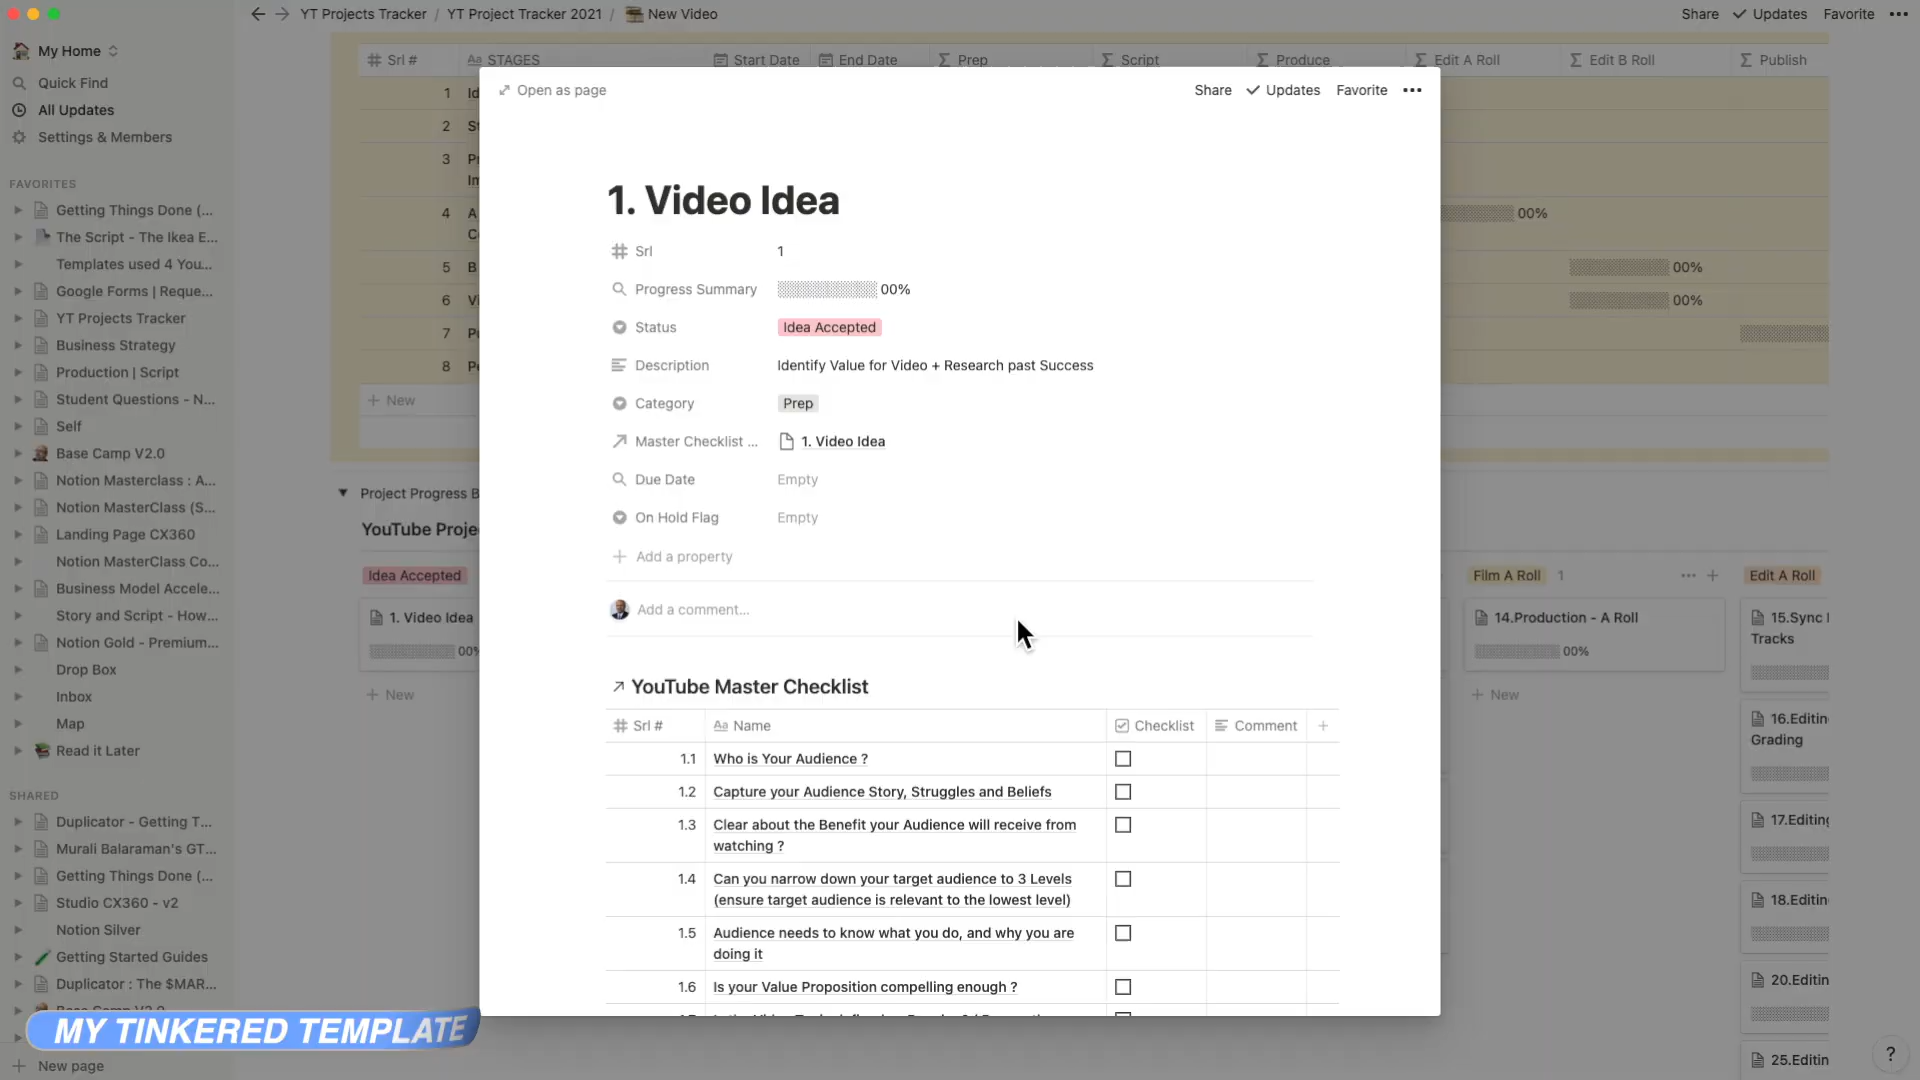 YT Projects Tracker / YT Project Tracker 2021 / New Video
Share Updates Favorite
My Home
Quick Find
All Updates
Settings & Members
FAVORITES
Getting Things Done (...
The Script - The Ikea E...
Templates used 4 You...
Google Forms | Reque...
YT Projects Tracker
Business Strategy
Production | Script
Student Questions - N...
Self
Base Camp V2.0
Notion Masterclass : A...
Notion MasterClass (S...
Landing Page CX360
Notion MasterClass Co...
Business Model Accele...
Story and Script - How...
Notion Gold - Premium...
Drop Box
Inbox
Map
Read it Later
SHARED
Duplicator - Getting T...
Murali Balaraman's GT...
Getting Things Done (...
Studio CX360 - v2
Notion Silver
Getting Started Guides
Duplicator : The $MAR...
MY TINKERED TEMPLATE
New page
Srl # STAGES Start Date End Date Prep Script Produce Edit A Roll Edit B Roll Publish
1
2
3
4 00%
5 00%
6 00%
7
8
New
Project Progress
Idea Accepted
1. Video Idea
00%
New
Open as page
Share Updates Favorite
1. Video Idea
Srl 1
Progress Summary 00%
Status Idea Accepted
Description Identify Value for Video + Research past Success
Category Prep
Master Checklist ... 1. Video Idea
Due Date Empty
On Hold Flag Empty
Add a property
Add a comment...
YouTube Master Checklist
Srl # Name Checklist Comment
1.1 Who is Your Audience ?
1.2 Capture your Audience Story, Struggles and Beliefs
1.3 Clear about the Benefit your Audience will receive from
watching ?
1.4 Can you narrow down your target audience to 3 Levels
(ensure target audience is relevant to the lowest level)
1.5 Audience needs to know what you do, and why you are
doing it
1.6 Is your Value Proposition compelling enough ?
Film A Roll 1
14.Production - A Roll
00%
New
Edit A Roll
15.Sync
Tracks
16.Editin
Grading
17.Editing
18.Editin
20.Editin
25.Editin
?